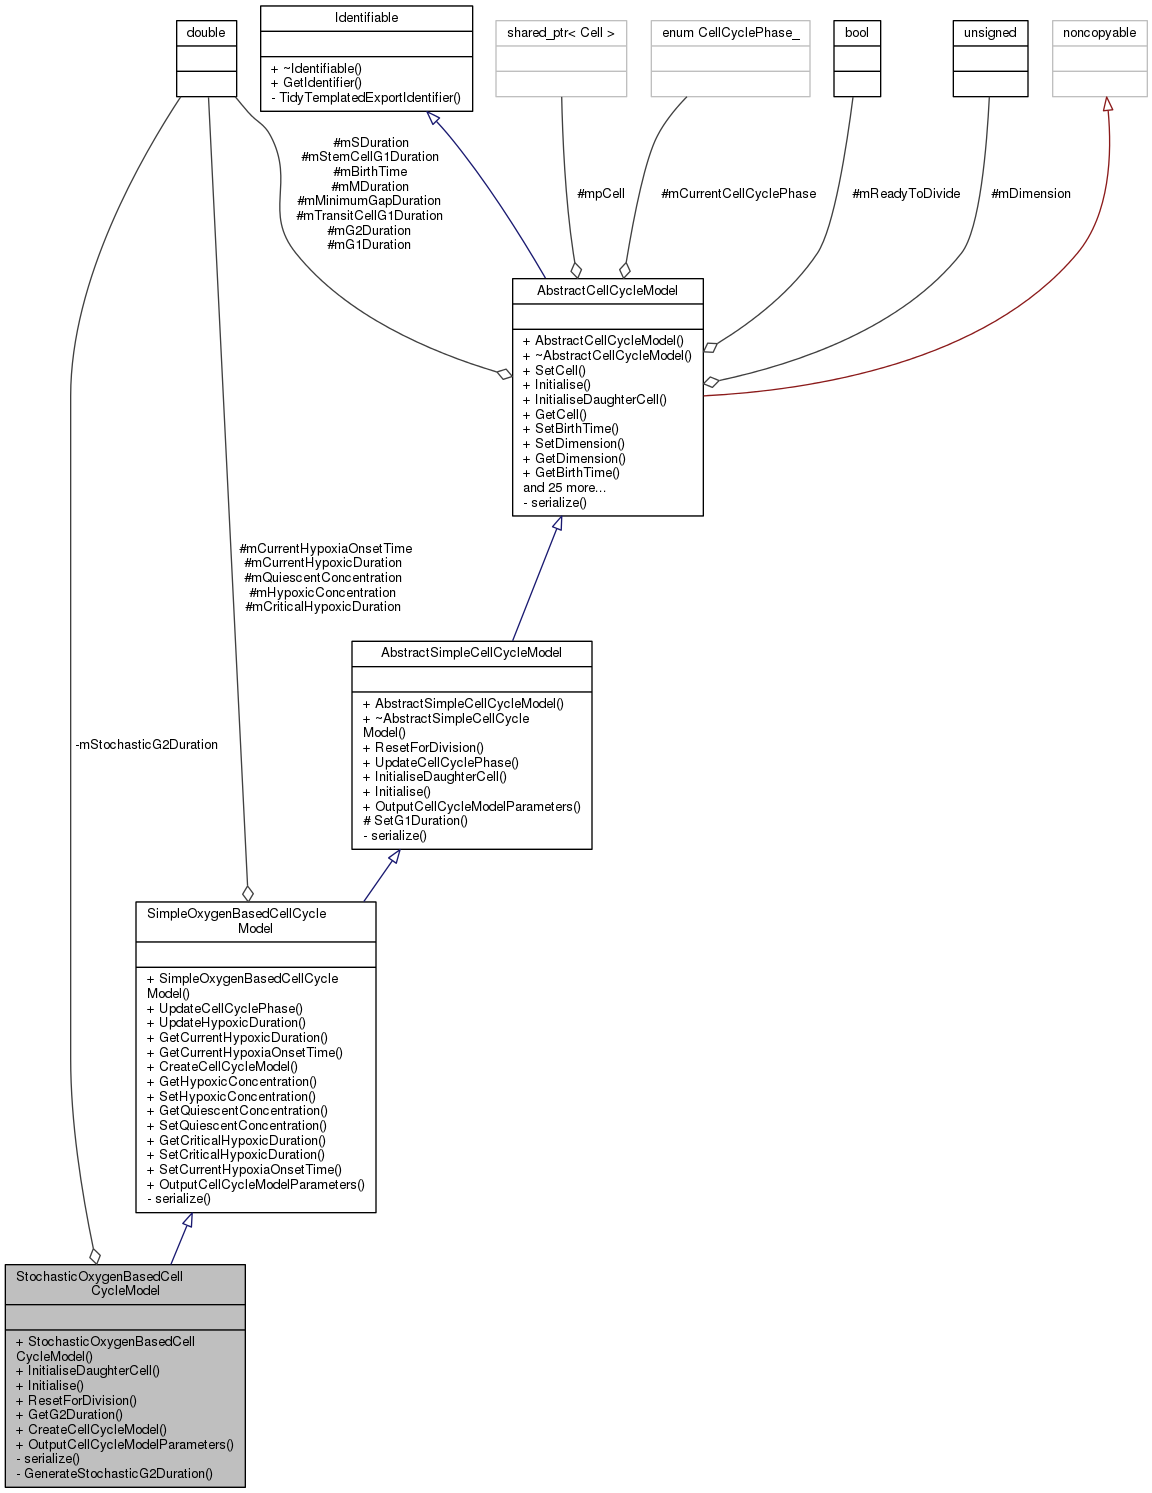 double
Identifiable
+ ~Identifiable()
+ GetIdentifier()
- TidyTemplatedExportIdentifier()
shared_ptr< Cell >
enum CellCyclePhase_
bool
unsigned
noncopyable
#mSDuration
#mStemCellG1Duration
#mBirthTime
#mMDuration
#mMinimumGapDuration
#mTransitCellG1Duration
#mG2Duration
#mG1Duration
#mpCell
#mCurrentCellCyclePhase
#mReadyToDivide
#mDimension
AbstractCellCycleModel
+ AbstractCellCycleModel()
+ ~AbstractCellCycleModel()
+ SetCell()
+ Initialise()
+ InitialiseDaughterCell()
+ GetCell()
+ SetBirthTime()
+ SetDimension()
+ GetDimension()
+ GetBirthTime()
and 25 more...
- serialize()
#mCurrentHypoxiaOnsetTime
#mCurrentHypoxicDuration
#mQuiescentConcentration
#mHypoxicConcentration
#mCriticalHypoxicDuration
AbstractSimpleCellCycleModel
+ AbstractSimpleCellCycleModel()
+ ~AbstractSimpleCellCycle
Model()
+ ResetForDivision()
+ UpdateCellCyclePhase()
+ InitialiseDaughterCell()
+ Initialise()
+ OutputCellCycleModelParameters()
# SetG1Duration()
- serialize()
-mStochasticG2Duration
SimpleOxygenBasedCellCycle
Model
+ SimpleOxygenBasedCellCycle
Model()
+ UpdateCellCyclePhase()
+ UpdateHypoxicDuration()
+ GetCurrentHypoxicDuration()
+ GetCurrentHypoxiaOnsetTime()
+ CreateCellCycleModel()
+ GetHypoxicConcentration()
+ SetHypoxicConcentration()
+ GetQuiescentConcentration()
+ SetQuiescentConcentration()
+ GetCriticalHypoxicDuration()
+ SetCriticalHypoxicDuration()
+ SetCurrentHypoxiaOnsetTime()
+ OutputCellCycleModelParameters()
- serialize()
StochasticOxygenBasedCell
CycleModel
+ StochasticOxygenBasedCell
CycleModel()
+ InitialiseDaughterCell()
+ Initialise()
+ ResetForDivision()
+ GetG2Duration()
+ CreateCellCycleModel()
+ OutputCellCycleModelParameters()
- serialize()
- GenerateStochasticG2Duration()